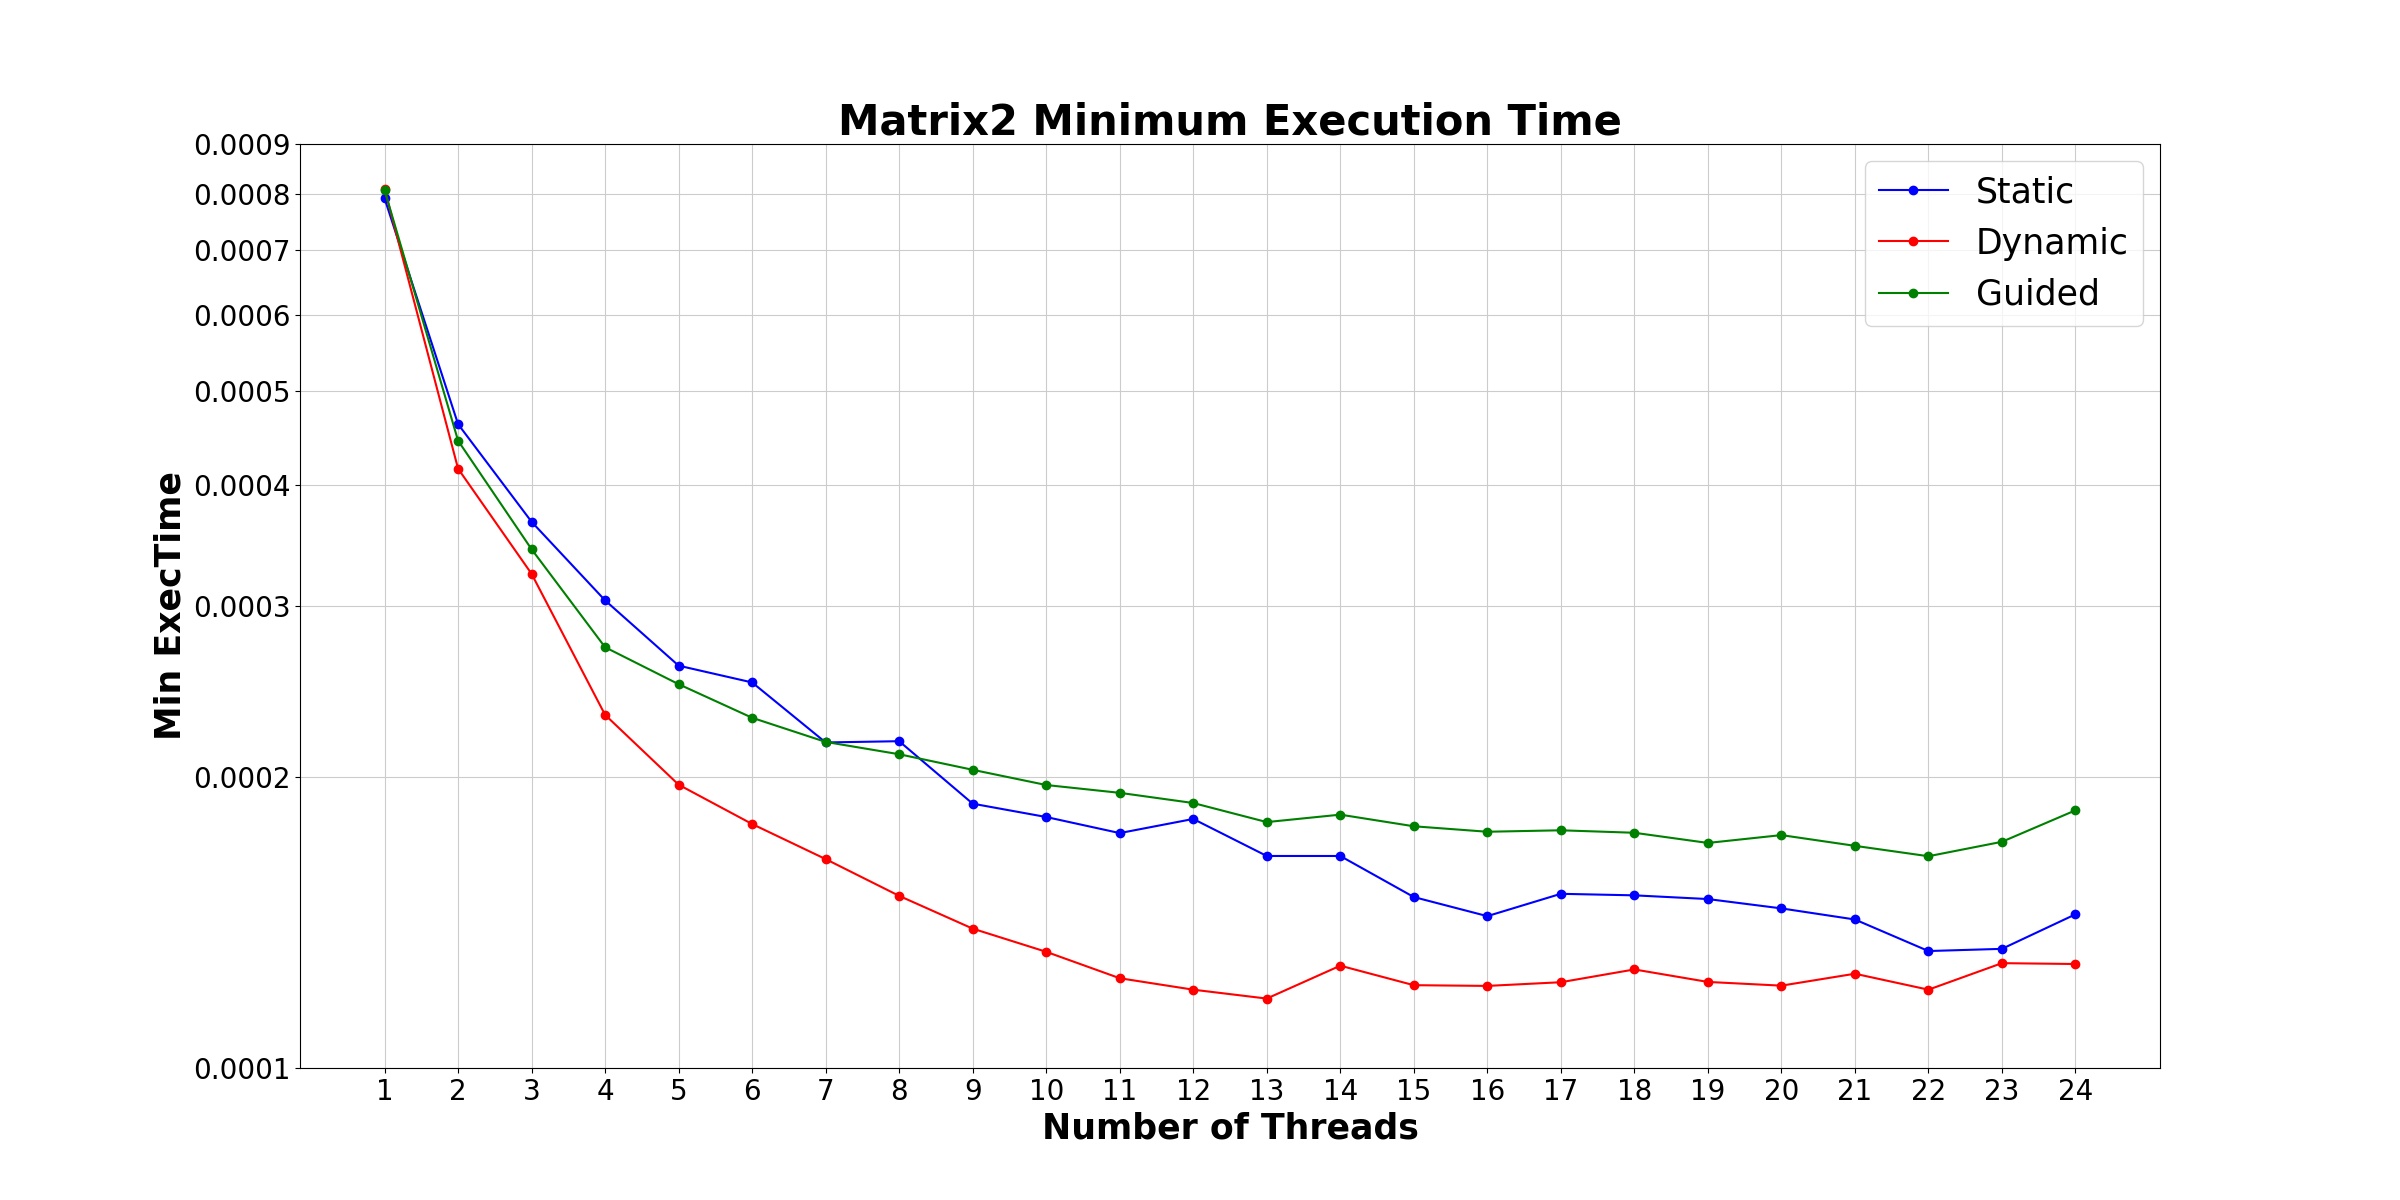 Matrix2 Minimum Execution Time
0.0009
0.0008
0.0007
0.0006
0.0005
0.0004
0.0003
0.0002
0.0001
Min ExecTime
Static
Dynamic
Guided
1 2 3 4 5 6 7 8 9 10 11 12 13 14 15 16 17 18 19 20 21 22 23 24
Number of Threads